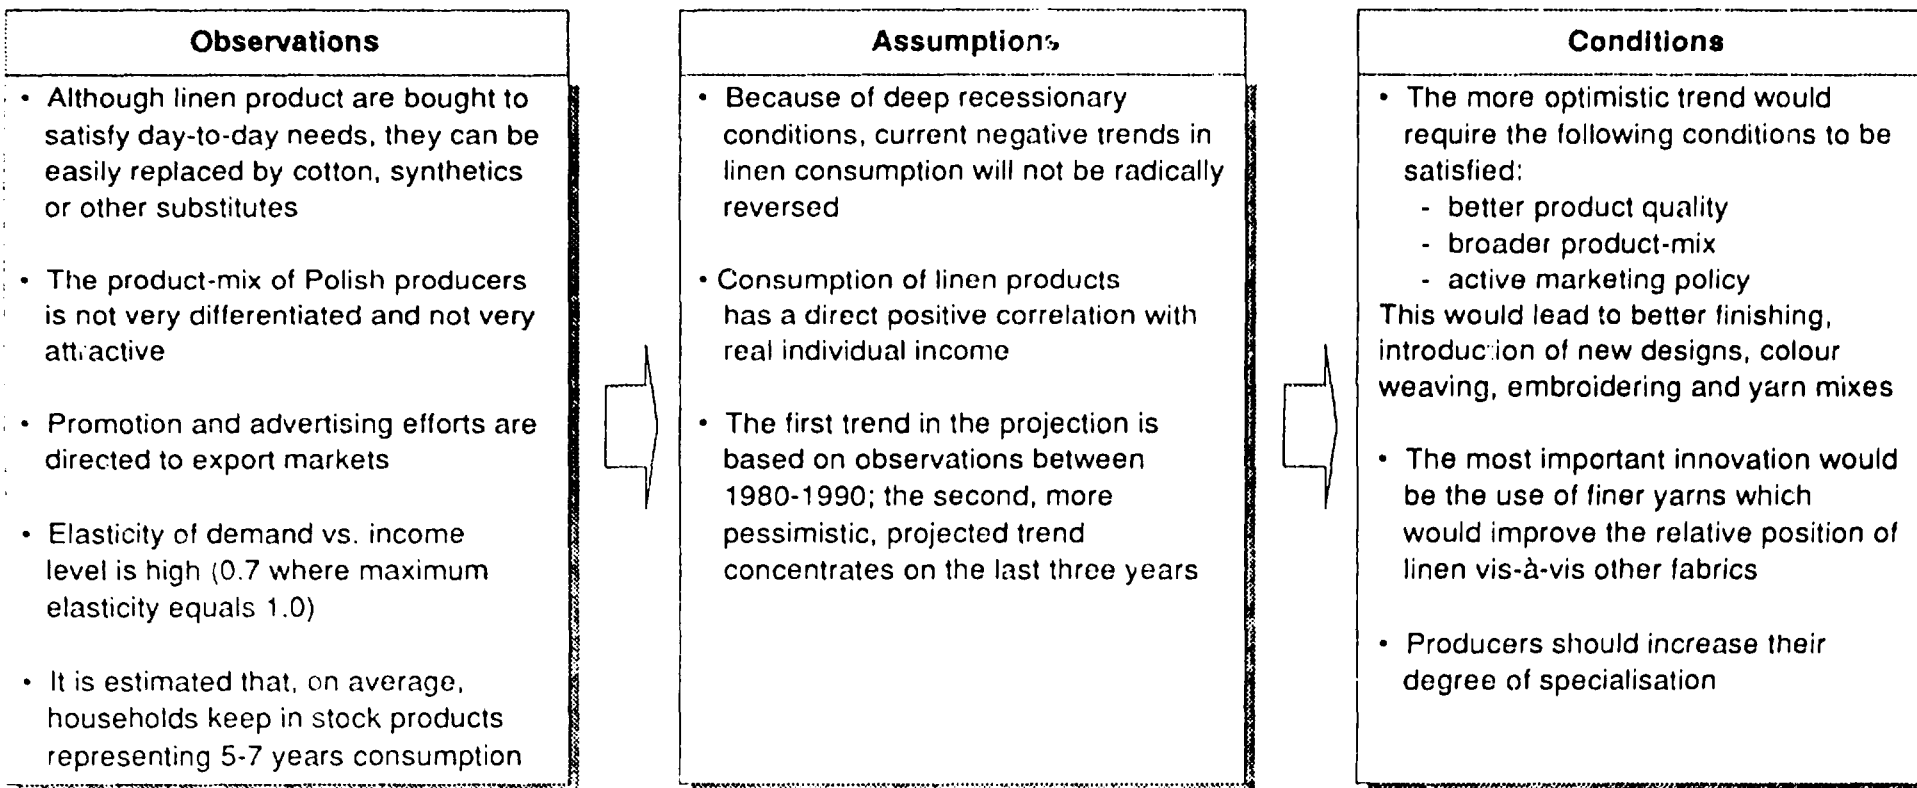 Observations
• Although linen product are bought to
satisfy day-to-day needs, they can be
easily replaced by cotton, synthetics
or other substitutes
• The product-mix of Polish producers
is not very differentiated and not very
attractive
• Promotion and advertising efforts are
directed to export markets
• Elasticity of demand vs. income
level is high (0.7 where maximum
elasticity equals 1.0)
• It is estimated that, on average,
households keep in stock products
representing 5-7 years consumption
Assumptions
• Because of deep recessionary
conditions, current negative trends in
linen consumption will not be radically
reversed
• Consumption of linen products
has a direct positive correlation with
real individual income
• The first trend in the projection is
based on observations between
1980-1990; the second, more
pessimistic, projected trend
concentrates on the last three years
Conditions
• The more optimistic trend would
require the following conditions to be
satisfied:
- better product quality
- broader product-mix
- active marketing policy
This would lead to better finishing,
introduction of new designs, colour
weaving, embroidering and yarn mixes
• The most important innovation would
be the use of finer yarns which
would improve the relative position of
linen vis-à-vis other fabrics
• Producers should increase their
degree of specialisation